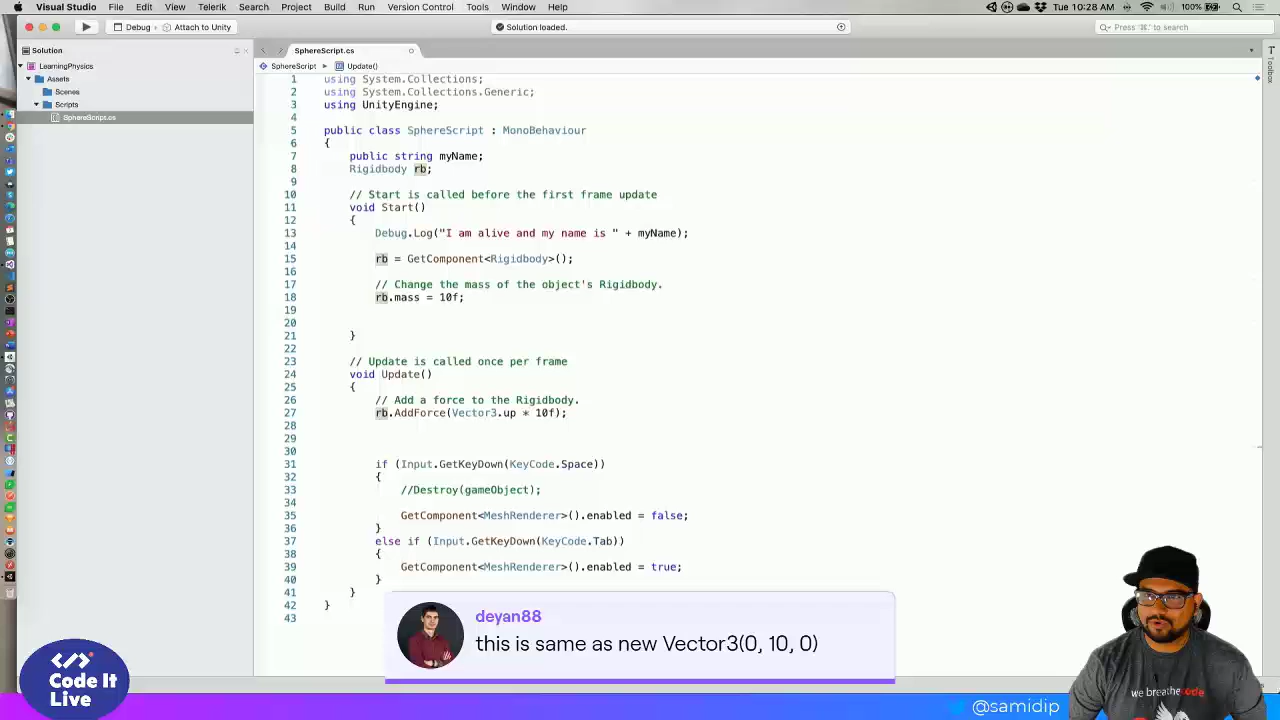 Visual Studio File Edit View Telerik Search Project Build Run Version Control Tools Window Help 100% Tue 10:28 AM
Debug Attach to Unity Solution loaded. Press '⌘.' to search
Solution SphereScript.cs Toolbox
LearningPhysics SphereScript Update()
Assets
Scenes
Scripts
SphereScript.cs
1 using System.Collections;
2 using System.Collections.Generic;
3 using UnityEngine;
4
5 public class SphereScript : MonoBehaviour
6 {
7 public string myName;
8 Rigidbody rb;
9
10 // Start is called before the first frame update
11 void Start()
12 {
13 Debug.Log("I am alive and my name is " + myName);
14
15 rb = GetComponent<Rigidbody>();
16
17 // Change the mass of the object's Rigidbody.
18 rb.mass = 10f;
19
20
21 }
22
23 // Update is called once per frame
24 void Update()
25 {
26 // Add a force to the Rigidbody.
27 rb.AddForce(Vector3.up * 10f);
28
29
30
31 if (Input.GetKeyDown(KeyCode.Space))
32 {
33 //Destroy(gameObject);
34
35 GetComponent<MeshRenderer>().enabled = false;
36 }
37 else if (Input.GetKeyDown(KeyCode.Tab))
38 {
39 GetComponent<MeshRenderer>().enabled = true;
40 }
41 }
42 }
43
deyan88
this is same as new Vector3(0, 10, 0)
</> Code It Live
we breathecode
@samidip